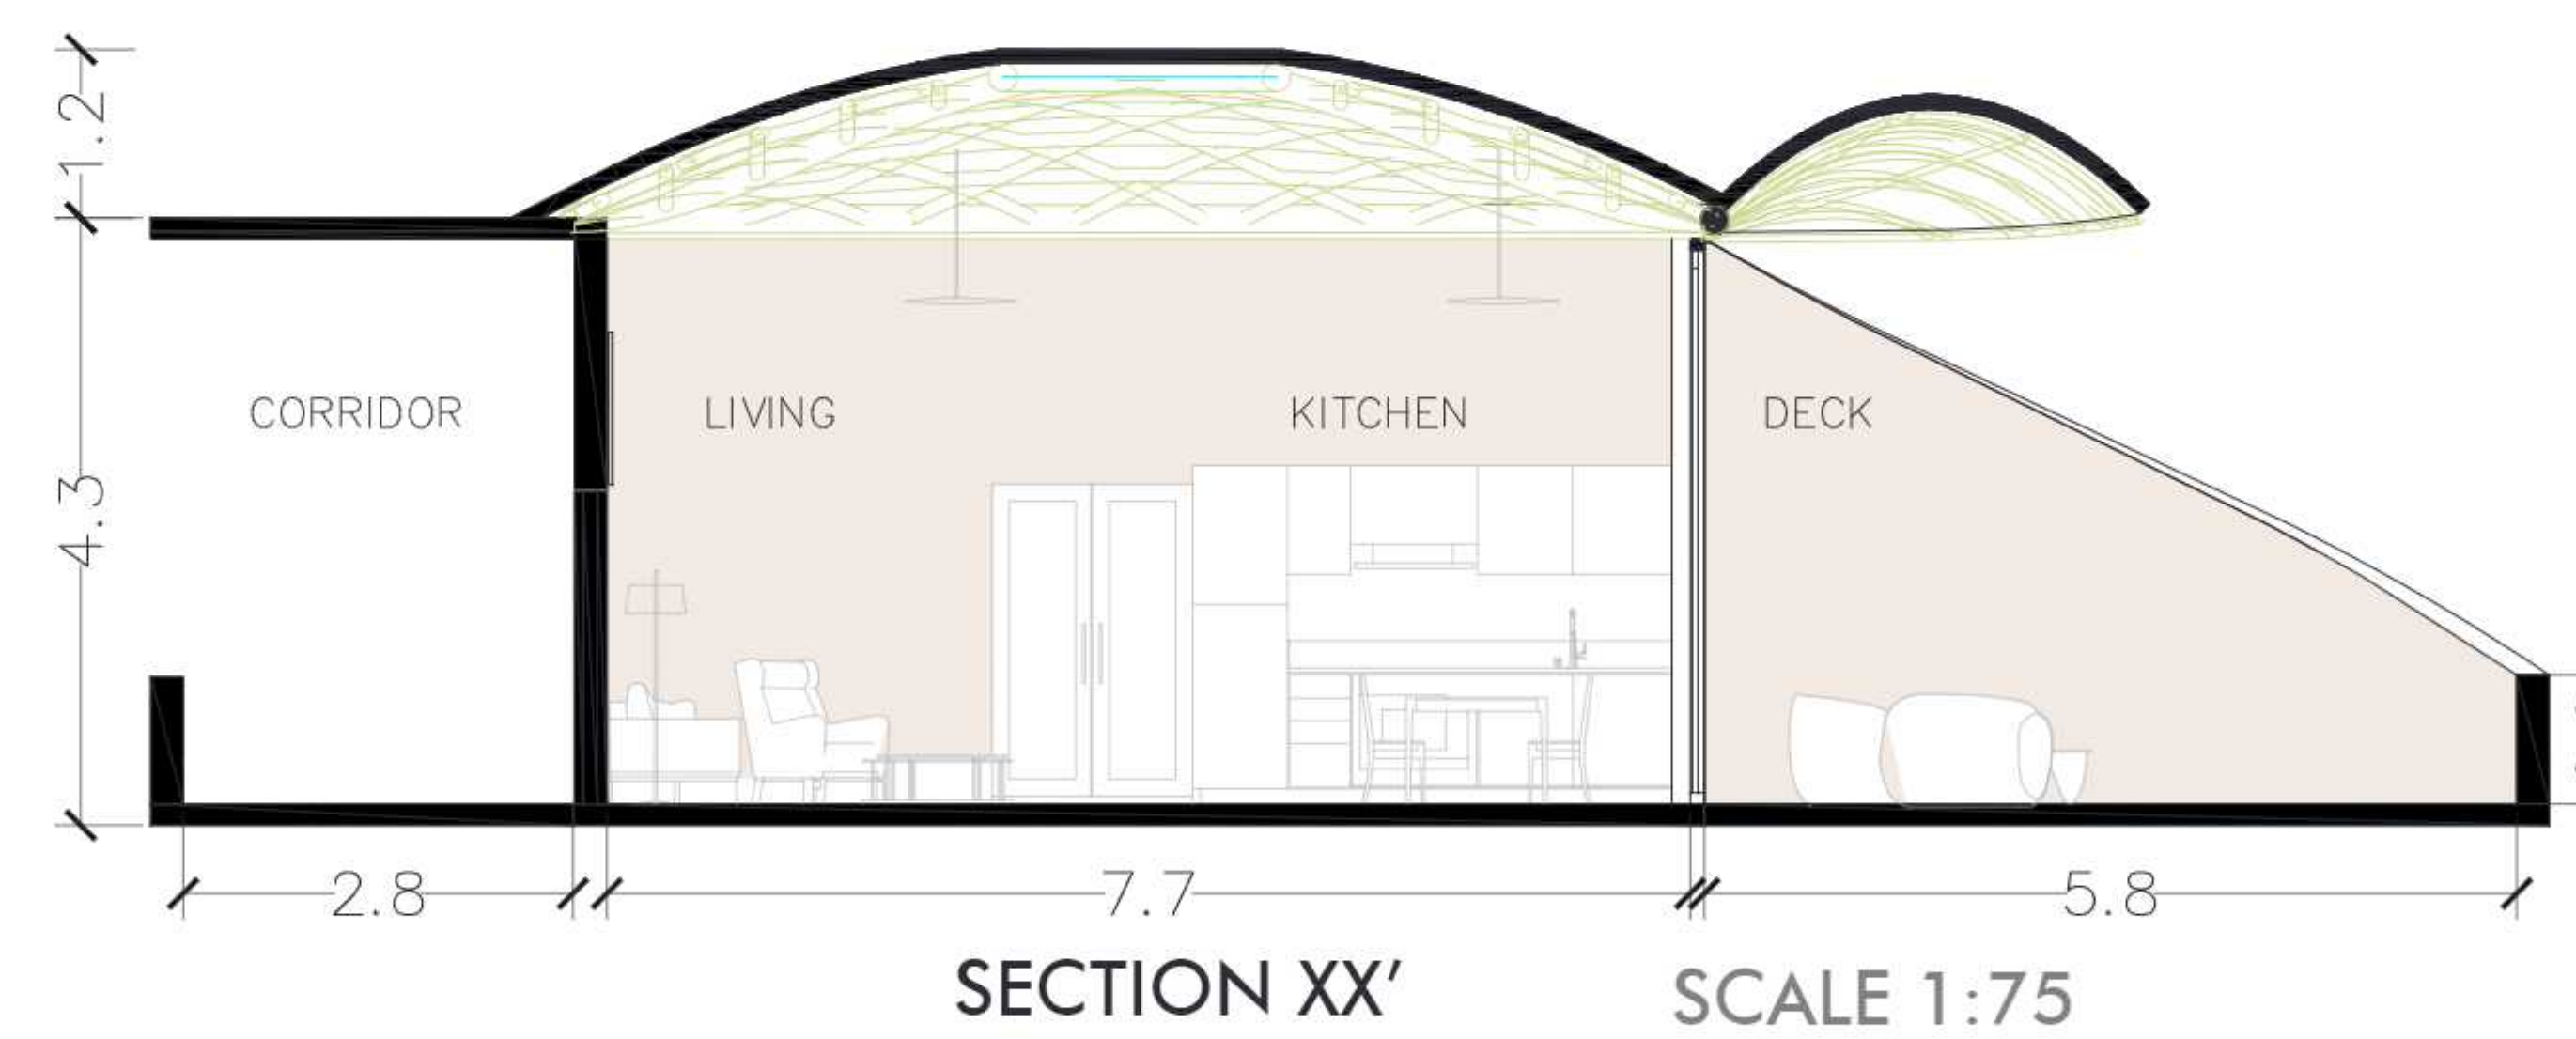 1.2
4.3
CORRIDOR LIVING KITCHEN DECK
2.8 7.7 5.8
SECTION XX' SCALE 1:75